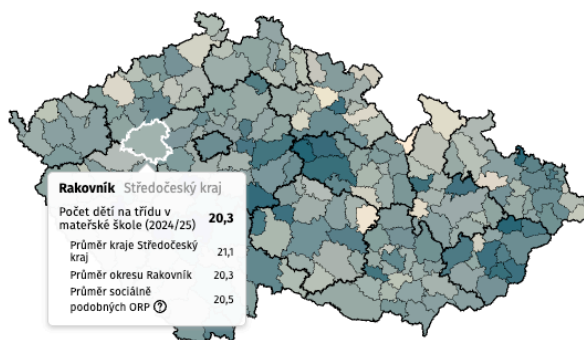 Rakovník Středočeský kraj
Počet dětí na třídu v
mateřské škole (2024/25) 20,3
Průměr kraje Středočeský
kraj 21,1
Průměr okresu Rakovník 20,3
Průměr sociálně
podobných ORP ? 20,5